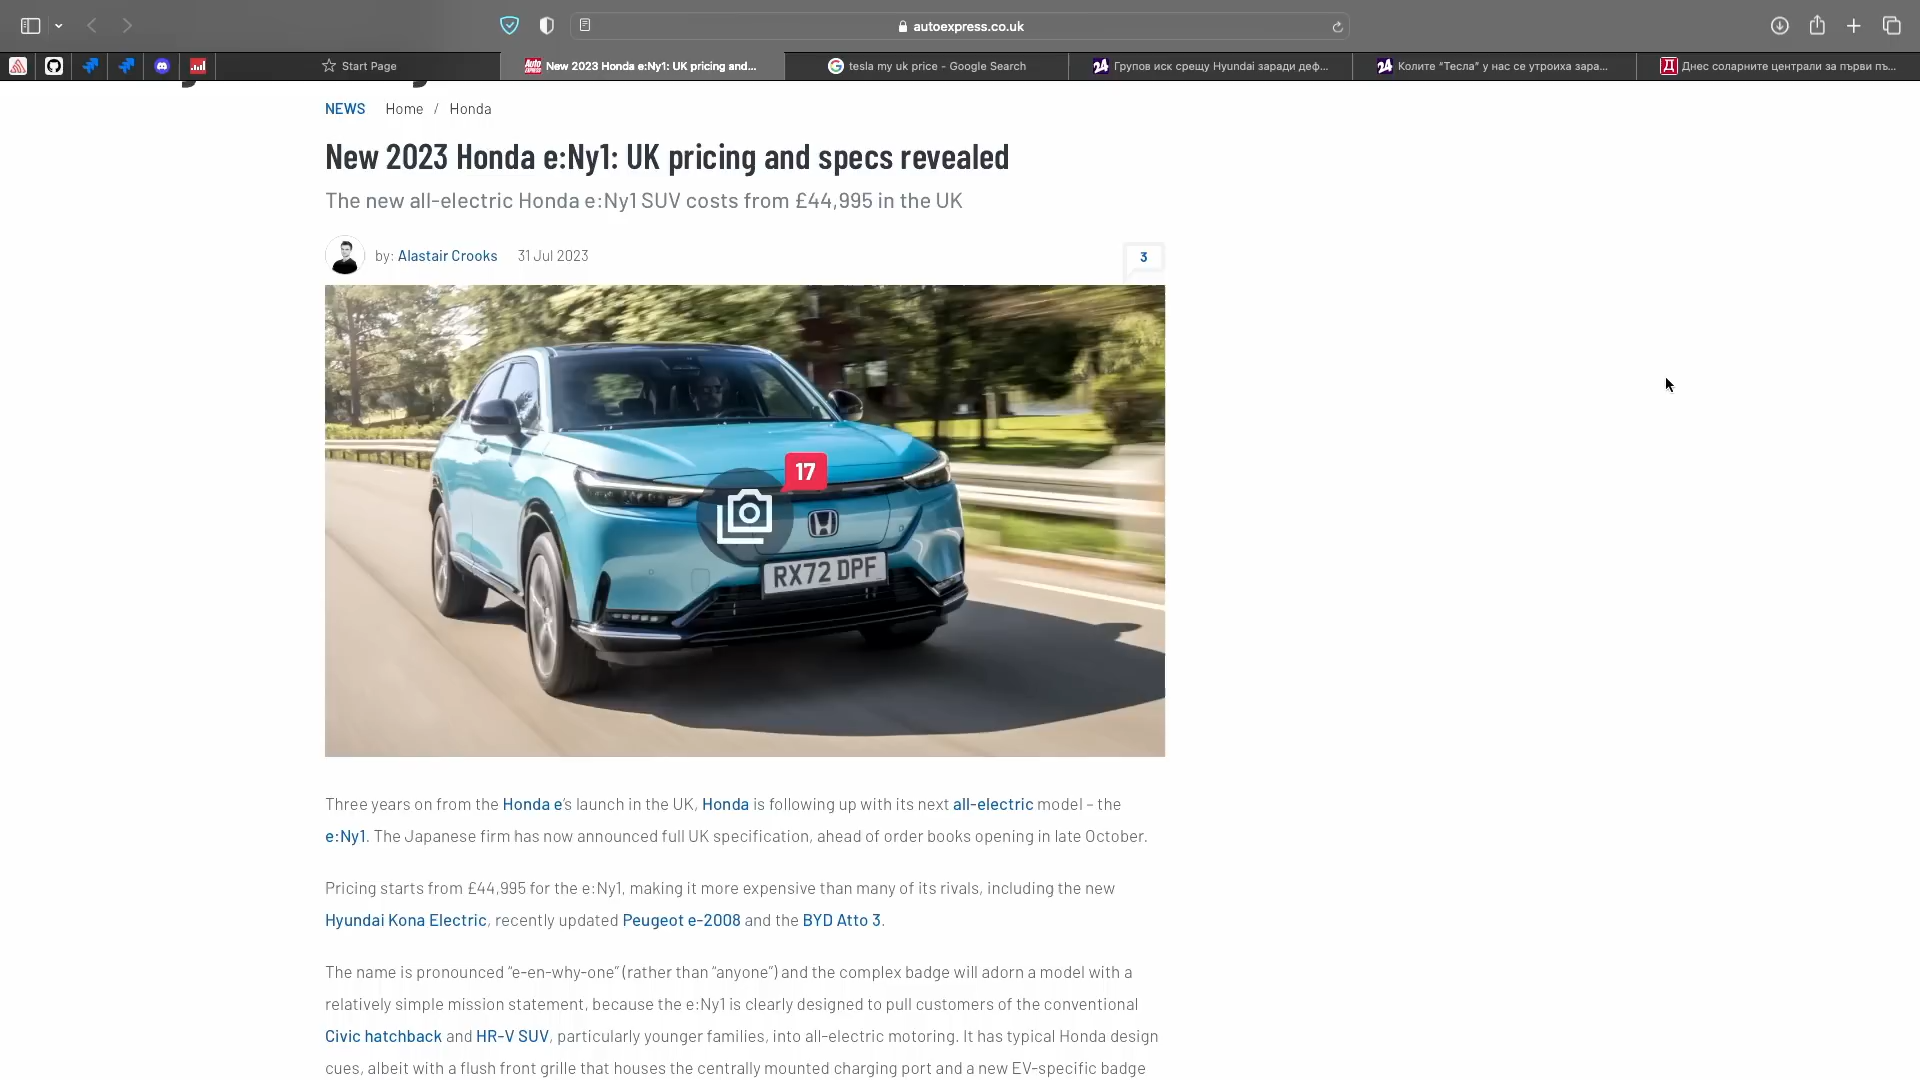 autoexpress.co.uk
Start Page
New 2023 Honda e:Ny1: UK pricing and...
tesla my uk price - Google Search
Групов иск срещу Hyundai заради деф...
Колите “Тесла” у нас се утроиха зара...
Днес соларните централи за първи пъ...
NEWS Home / Honda
New 2023 Honda e:Ny1: UK pricing and specs revealed
The new all-electric Honda e:Ny1 SUV costs from £44,995 in the UK
by: Alastair Crooks 31 Jul 2023
3
17
RX72 DPF
Three years on from the Honda e’s launch in the UK, Honda is following up with its next all-electric model – the
e:Ny1. The Japanese firm has now announced full UK specification, ahead of order books opening in late October.
Pricing starts from £44,995 for the e:Ny1, making it more expensive than many of its rivals, including the new
Hyundai Kona Electric, recently updated Peugeot e-2008 and the BYD Atto 3.
The name is pronounced “e-en-why-one” (rather than “anyone”) and the complex badge will adorn a model with a
relatively simple mission statement, because the e:Ny1 is clearly designed to pull customers of the conventional
Civic hatchback and HR-V SUV, particularly younger families, into all-electric motoring. It has typical Honda design
cues, albeit with a flush front grille that houses the centrally mounted charging port and a new EV-specific badge